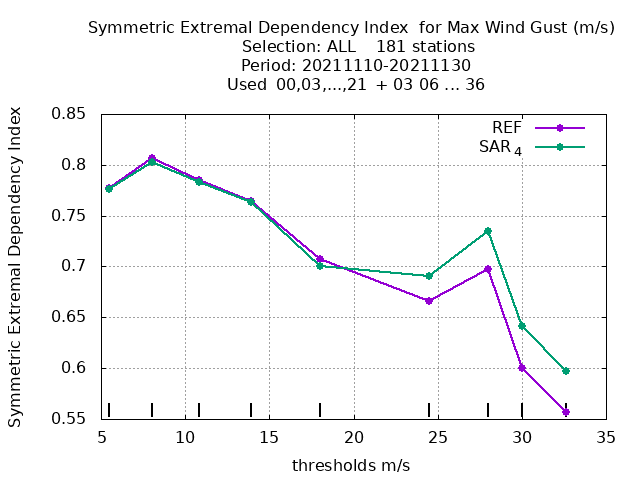 Symmetric Extremal Dependency Index for Max Wind Gust (m/s)
Selection: ALL 181 stations
Period: 20211110-20211130
Used 00,03,...,21 + 03 06 ... 36
Symmetric Extremal Dependency Index
0.85
0.8
0.75
0.7
0.65
0.6
0.55
REF
SAR4
5 10 15 20 25 30 35
thresholds m/s